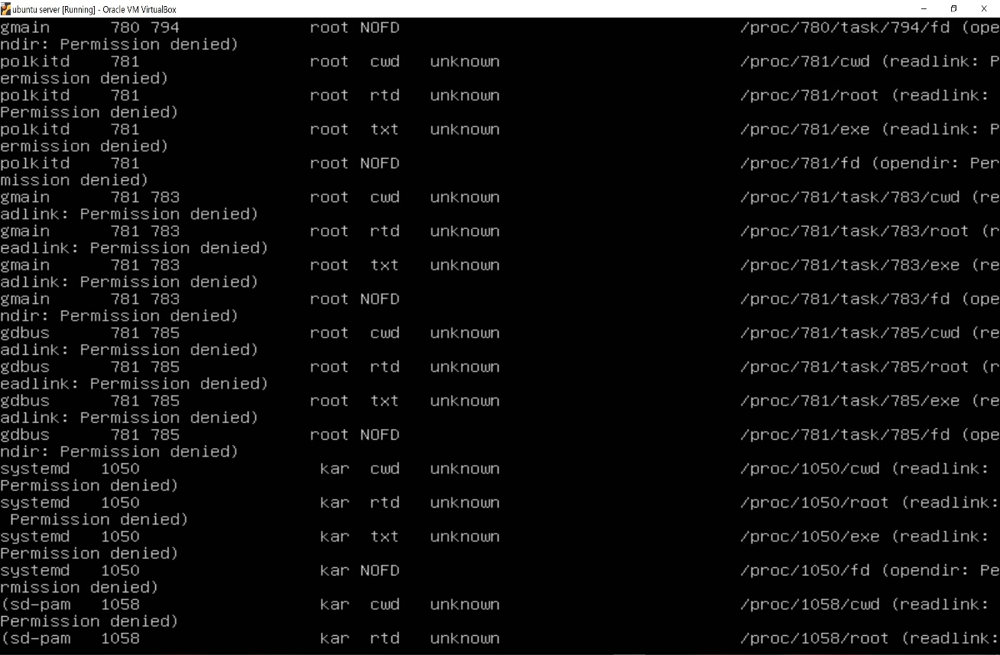 ubuntu server [Running] - Oracle VM VirtualBox
gmain 780 794 root NOFD /proc/780/task/794/fd (ope
ndir: Permission denied)
polkitd 781 root cwd unknown /proc/781/cwd (readlink: P
ermission denied)
polkitd 781 root rtd unknown /proc/781/root (readlink:
Permission denied)
polkitd 781 root txt unknown /proc/781/exe (readlink: P
ermission denied)
polkitd 781 root NOFD /proc/781/fd (opendir: Per
mission denied)
gmain 781 783 root cwd unknown /proc/781/task/783/cwd (re
adlink: Permission denied)
gmain 781 783 root rtd unknown /proc/781/task/783/root (r
eadlink: Permission denied)
gmain 781 783 root txt unknown /proc/781/task/783/exe (re
adlink: Permission denied)
gmain 781 783 root NOFD /proc/781/task/783/fd (ope
ndir: Permission denied)
gdbus 781 785 root cwd unknown /proc/781/task/785/cwd (re
adlink: Permission denied)
gdbus 781 785 root rtd unknown /proc/781/task/785/root (r
eadlink: Permission denied)
gdbus 781 785 root txt unknown /proc/781/task/785/exe (re
adlink: Permission denied)
gdbus 781 785 root NOFD /proc/781/task/785/fd (ope
ndir: Permission denied)
systemd 1050 kar cwd unknown /proc/1050/cwd (readlink:
Permission denied)
systemd 1050 kar rtd unknown /proc/1050/root (readlink:
Permission denied)
systemd 1050 kar txt unknown /proc/1050/exe (readlink:
Permission denied)
systemd 1050 kar NOFD /proc/1050/fd (opendir: Pe
rmission denied)
(sd-pam 1058 kar cwd unknown /proc/1058/cwd (readlink:
Permission denied)
(sd-pam 1058 kar rtd unknown /proc/1058/root (readlink: